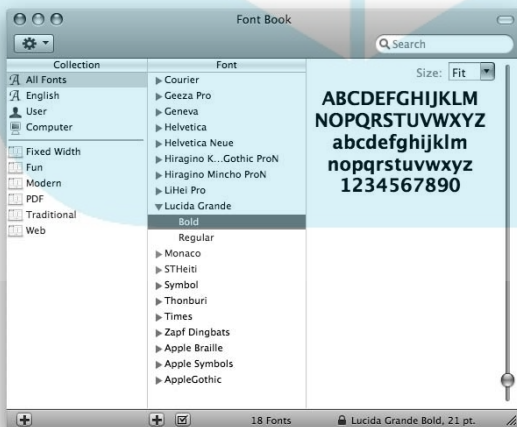 Font Book
Search
Collection
All Fonts
English
User
Computer
Fixed Width
Fun
Modern
PDF
Traditional
Web
Font
Courier
Geeza Pro
Geneva
Helvetica
Helvetica Neue
Hiragino K...Gothic ProN
Hiragino Mincho ProN
LiHei Pro
Lucida Grande
Bold
Regular
Monaco
STHeiti
Symbol
Thonburi
Times
Zapf Dingbats
Apple Braille
Apple Symbols
AppleGothic
Size: Fit
ABCDEFGHIJKLM
NOPQRSTUVWXYZ
abcdefghijklm
nopqrstuvwxyz
1234567890
18 Fonts
Lucida Grande Bold, 21 pt.